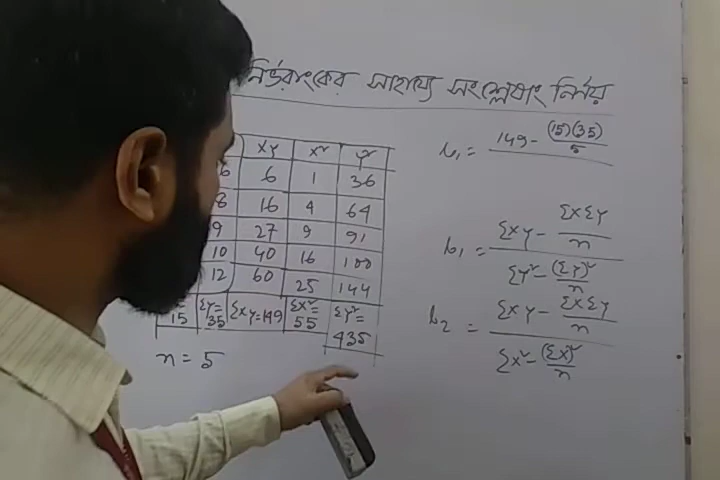 নির্ভরাংকের সাহায্যে সংশ্লেষাংক নির্ণয়
xy x² y²
6 6 1 36
8 16 4 64
9 27 9 91
10 40 16 100
12 60 25 144
15 Σy=35 Σxy=149 Σx²=55 Σy²=435
n = 5
b₁ = 149 - (15)(35)/5
b₁ = Σxy - ΣxΣy/n / Σy² - (Σy)²/n
b₂ = Σxy - ΣxΣy/n / Σx² - (Σx)²/n